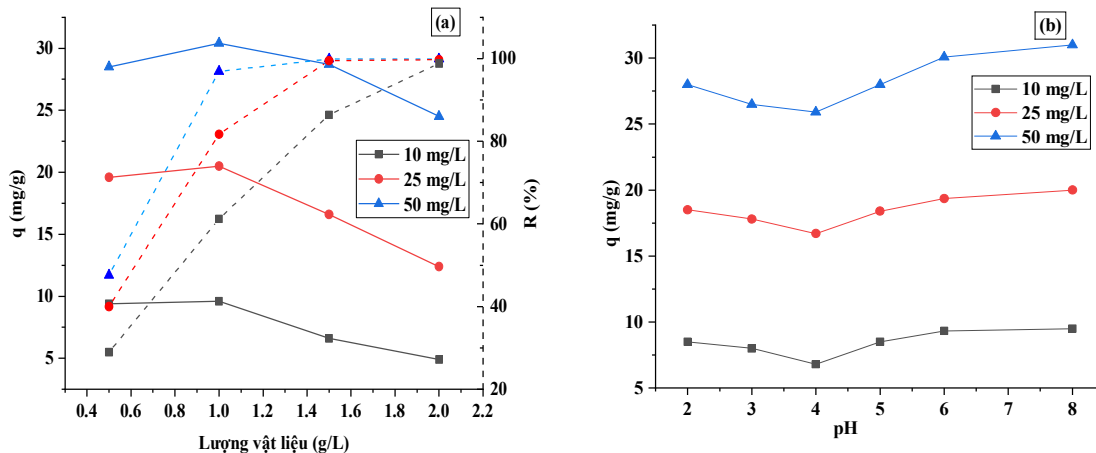 (a)
30
25
20
15
10
5
q (mg/g)
10 mg/L
25 mg/L
50 mg/L
100
80
60
40
20
R (%)
0.4 0.6 0.8 1.0 1.2 1.4 1.6 1.8 2.0 2.2
Lượng vật liệu (g/L)
(b)
30
25
20
15
10
5
q (mg/g)
10 mg/L
25 mg/L
50 mg/L
2 3 4 5 6 7 8
pH